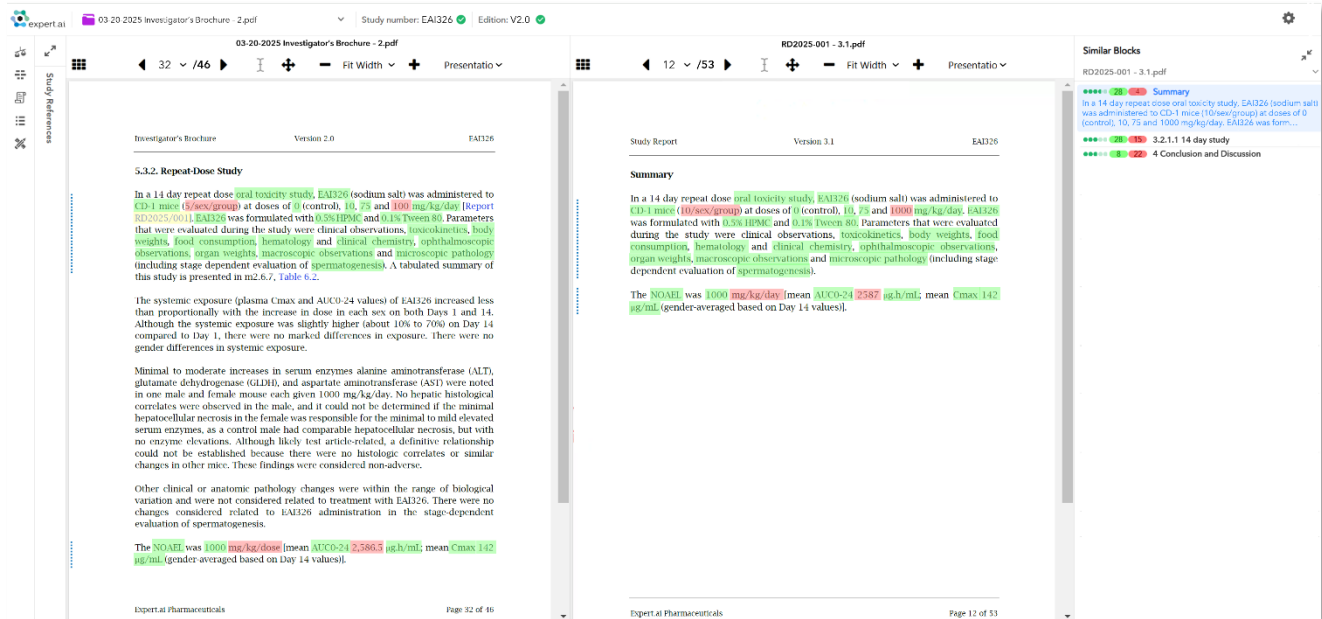 expert.ai
03-20-2025 Investigator's Brochure - 2.pdf
Study number: EAI326
Edition: V2.0
Study References
03-20-2025 Investigator's Brochure - 2.pdf
32 /46
Fit Width
Presentatio
Investigator's Brochure Version 2.0 EAI326
5.3.2. Repeat-Dose Study
In a 14 day repeat dose oral toxicity study, EAI326 (sodium salt) was administered to
CD-1 mice (5/sex/group) at doses of 0 (control), 10, 75 and 100 mg/kg/day [Report
RD2025/001]. EAI326 was formulated with 0.5% HPMC and 0.1% Tween 80. Parameters
that were evaluated during the study were clinical observations, toxicokinetics, body
weights, food consumption, hematology and clinical chemistry, ophthalmoscopic
observations, organ weights, macroscopic observations and microscopic pathology
(including stage dependent evaluation of spermatogenesis). A tabulated summary of
this study is presented in m2.6.7, Table 6.2.
The systemic exposure (plasma Cmax and AUC0-24 values) of EAI326 increased less
than proportionally with the increase in dose in each sex on both Days 1 and 14.
Although the systemic exposure was slightly higher (about 10% to 70%) on Day 14
compared to Day 1, there were no marked differences in exposure. There were no
gender differences in systemic exposure.
Minimal to moderate increases in serum enzymes alanine aminotransferase (ALT),
glutamate dehydrogenase (GLDH), and aspartate aminotransferase (AST) were noted
in one male and female mouse each given 1000 mg/kg/day. No hepatic histological
correlates were observed in the male, and it could not be determined if the minimal
hepatocellular necrosis in the female was responsible for the minimal to mild elevated
serum enzymes, as a control male had comparable hepatocellular necrosis, but with
no enzyme elevations. Although likely test article-related, a definitive relationship
could not be established because there were no histologic correlates or similar
changes in other mice. These findings were considered non-adverse.
Other clinical or anatomic pathology changes were within the range of biological
variation and were not considered related to treatment with EAI326. There were no
changes considered related to EAI326 administration in the stage-dependent
evaluation of spermatogenesis.
The NOAEL was 1000 mg/kg/dose [mean AUC0-24 2,586.5 µg.h/mL; mean Cmax 142
µg/mL (gender-averaged based on Day 14 values)].
Expert.ai Pharmaceuticals Page 32 of 46
RD2025-001 - 3.1.pdf
12 /53
Fit Width
Presentatio
Study Report Version 3.1 EAI326
Summary
In a 14 day repeat dose oral toxicity study, EAI326 (sodium salt) was administered to
CD-1 mice (10/sex/group) at doses of 0 (control), 10, 75 and 1000 mg/kg/day. EAI326
was formulated with 0.5% HPMC and 0.1% Tween 80. Parameters that were evaluated
during the study were clinical observations, toxicokinetics, body weights, food
consumption, hematology and clinical chemistry, ophthalmoscopic observations,
organ weights, macroscopic observations and microscopic pathology (including stage
dependent evaluation of spermatogenesis).
The NOAEL was 1000 mg/kg/day [mean AUC0-24 2587 µg.h/mL; mean Cmax 142
µg/mL (gender-averaged based on Day 14 values)].
Expert.ai Pharmaceuticals Page 12 of 53
Similar Blocks
RD2025-001 - 3.1.pdf
28 4 Summary
In a 14 day repeat dose oral toxicity study, EAI326 (sodium salt)
was administered to CD-1 mice (10/sex/group) at doses of 0
(control), 10, 75 and 1000 mg/kg/day. EAI326 was form...
20 15 3.2.1.1 14 day study
8 22 4 Conclusion and Discussion